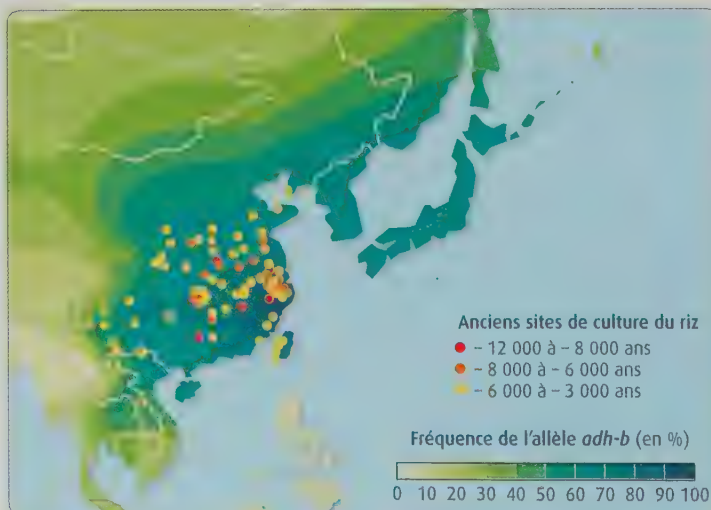 Anciens sites de culture du riz
– 12 000 à – 8 000 ans
– 8 000 à – 6 000 ans
– 6 000 à – 3 000 ans
Fréquence de l'allèle adh-b (en %)
0 10 20 30 40 50 60 70 80 90 100